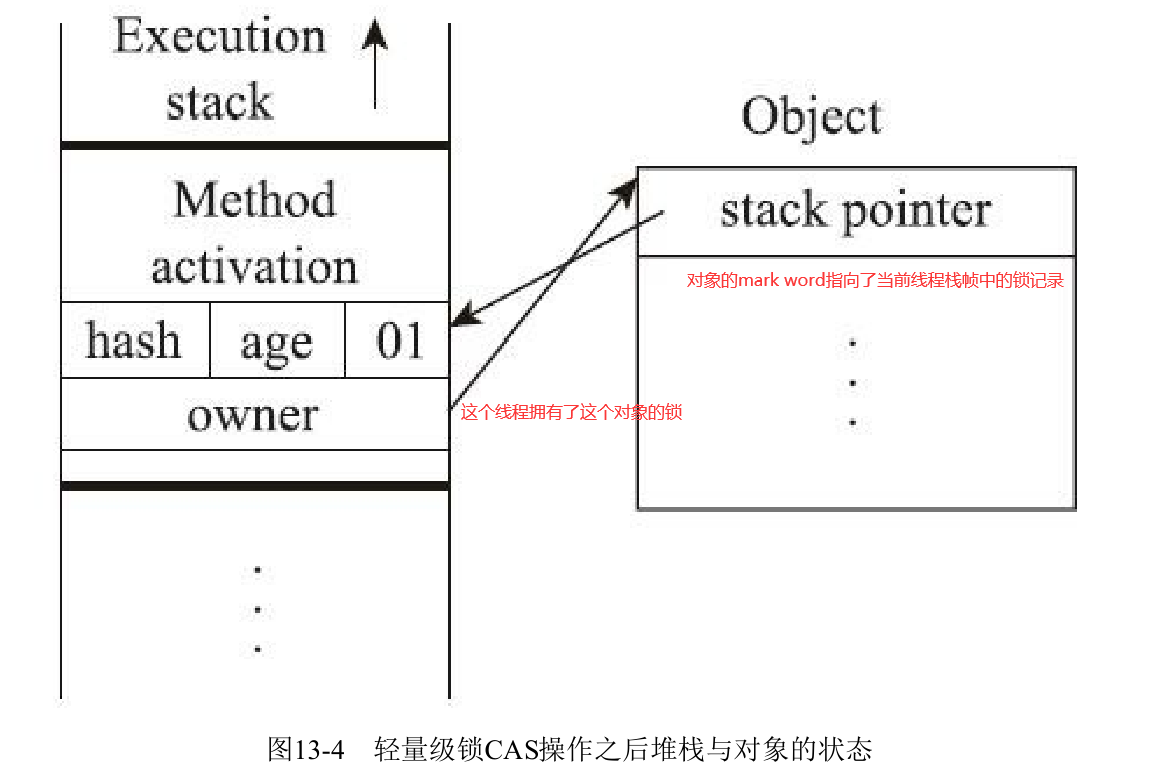 Execution
stack
Method
activation
hash age 01
owner
Object
stack pointer
对象的mark word指向了当前线程栈帧中的锁记录
这个线程拥有了这个对象的锁
图13-4 轻量级锁CAS操作之后堆栈与对象的状态